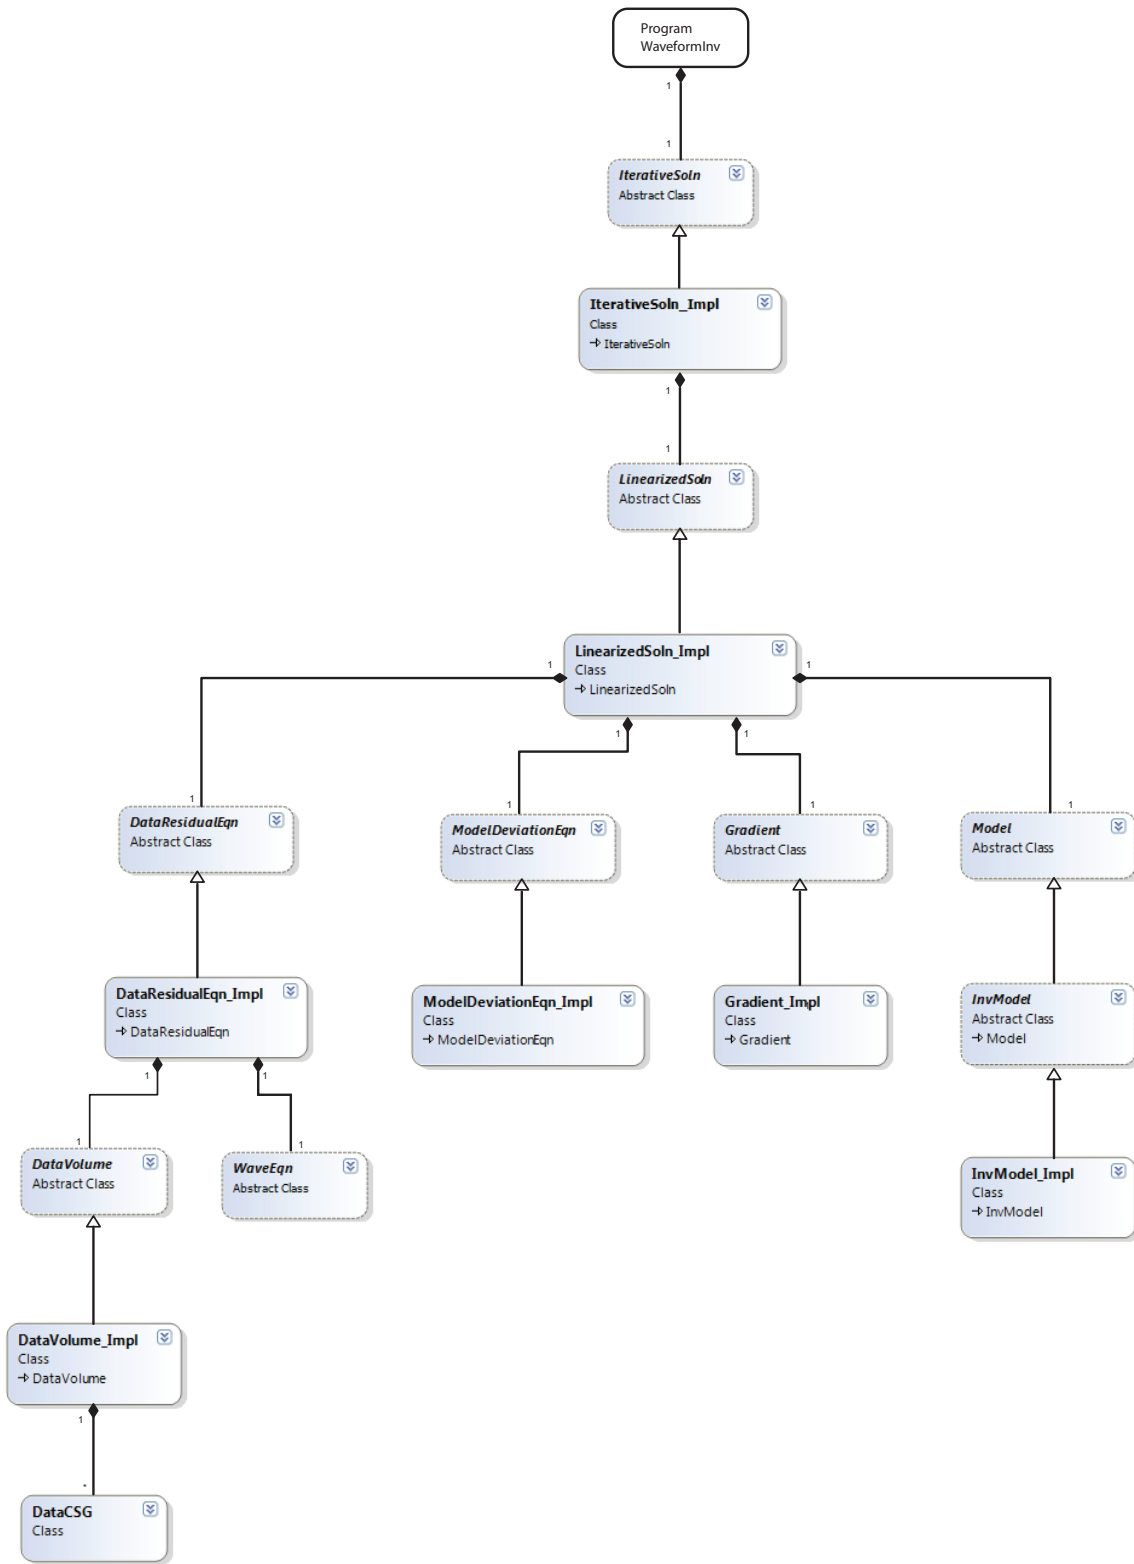 Program
WaveformInv
1
1
IterativeSoln
Abstract Class
IterativeSoln_Impl
Class
IterativeSoln
1
1
LinearizedSoln
Abstract Class
LinearizedSoln_Impl
Class
LinearizedSoln
1
1
1
1
1
1
1
1
DataResidualEqn
Abstract Class
ModelDeviationEqn
Abstract Class
Gradient
Abstract Class
Model
Abstract Class
DataResidualEqn_Impl
Class
DataResidualEqn
ModelDeviationEqn_Impl
Class
ModelDeviationEqn
Gradient_Impl
Class
Gradient
InvModel
Abstract Class
Model
1
1
1
1
DataVolume
Abstract Class
WaveEqn
Abstract Class
InvModel_Impl
Class
InvModel
DataVolume_Impl
Class
DataVolume
1
*
DataCSG
Class